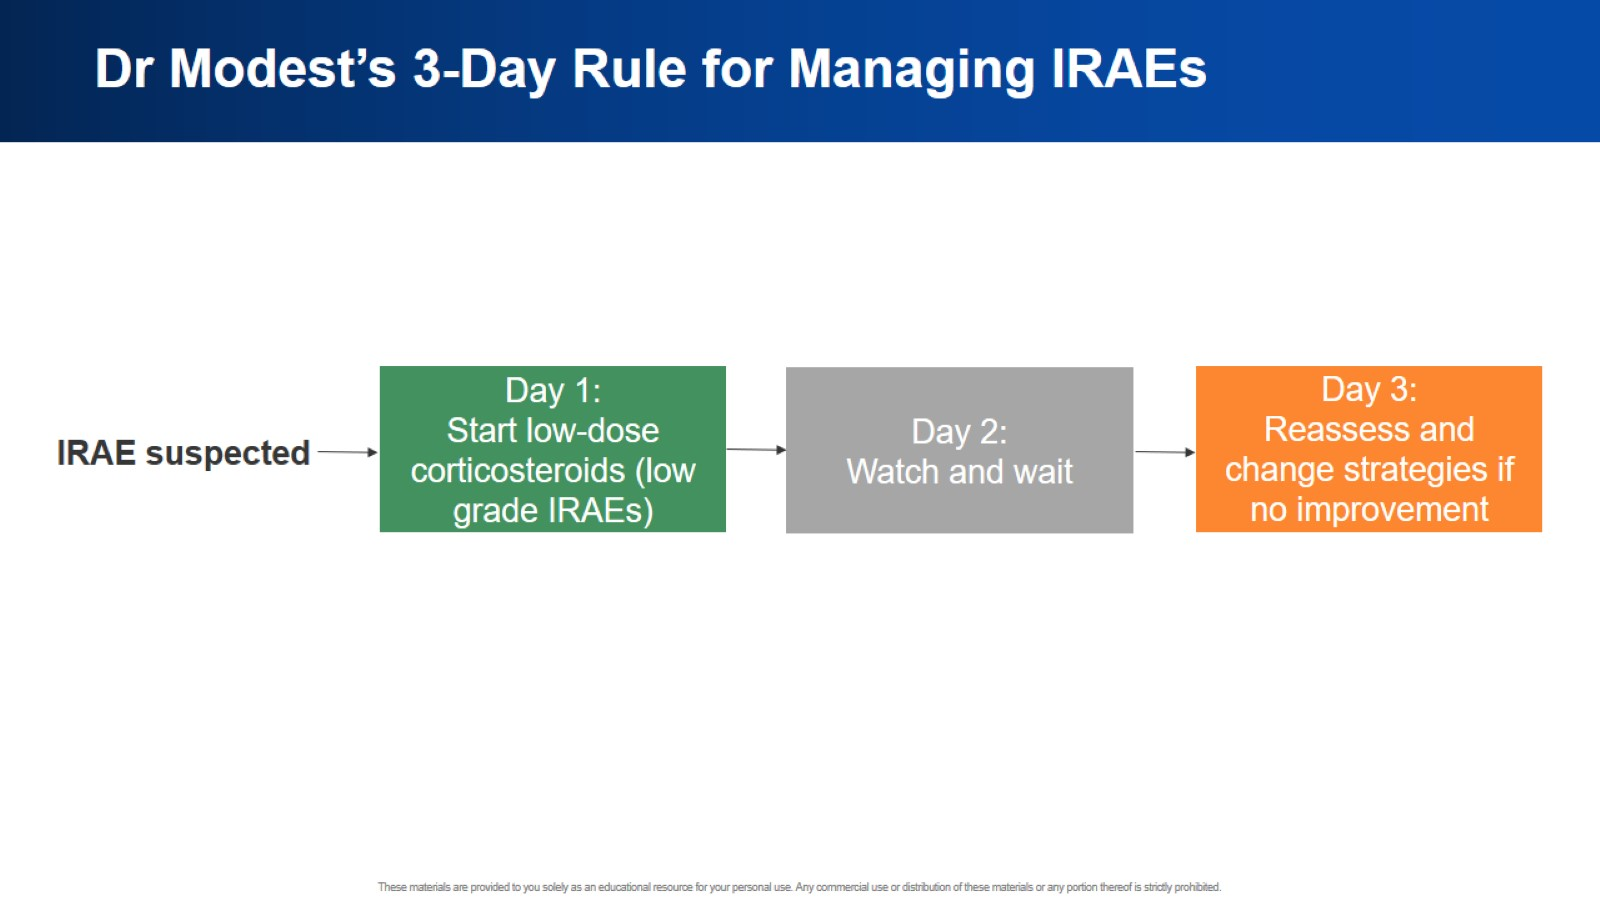 Dr Modest’s 3-Day Rule for Managing IRAEs
IRAE suspected
Day 1:
Start low-dose
corticosteroids (low
grade IRAEs)
Day 2:
Watch and wait
Day 3:
Reassess and
change strategies if
no improvement
These materials are provided to you solely as an educational resource for your personal use. Any commercial use or distribution of these materials or any portion thereof is strictly prohibited.